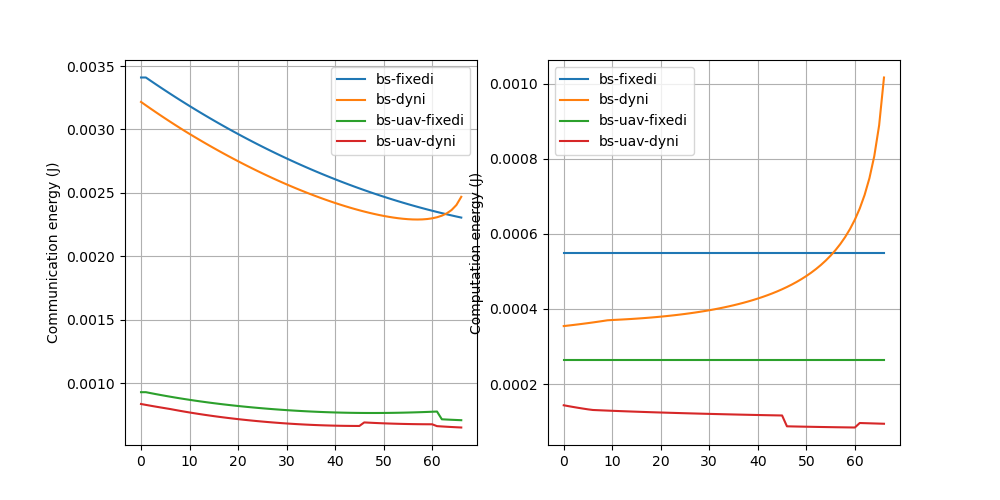 Communication energy (J)
0.0035
0.0030
0.0025
0.0020
0.0015
0.0010
0 10 20 30 40 50 60
bs-fixedi
bs-dyni
bs-uav-fixedi
bs-uav-dyni
Computation energy (J)
0.0010
0.0008
0.0006
0.0004
0.0002
0 10 20 30 40 50 60
bs-fixedi
bs-dyni
bs-uav-fixedi
bs-uav-dyni